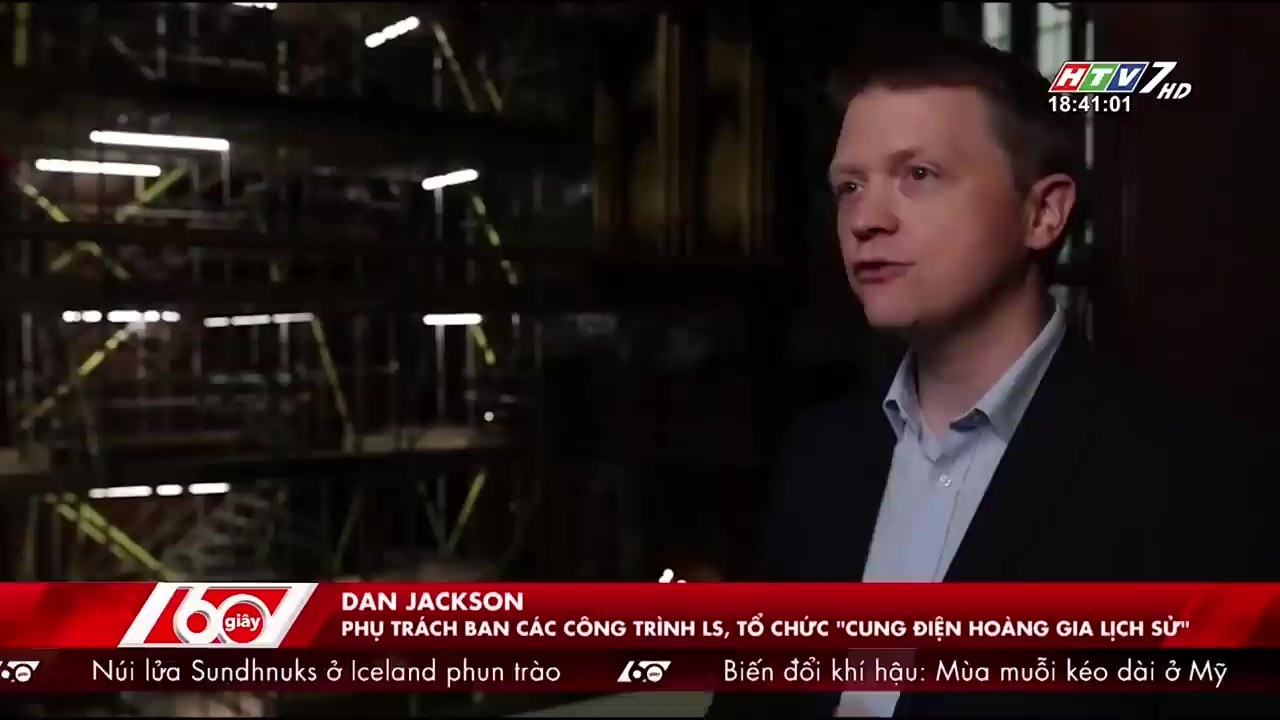 HTV7 HD
18:41:01
60 giây
DAN JACKSON
PHỤ TRÁCH BAN CÁC CÔNG TRÌNH LS, TỔ CHỨC "CUNG ĐIỆN HOÀNG GIA LỊCH SỬ"
60 Núi lửa Sundhnuks ở Iceland phun trào 60 Biến đổi khí hậu: Mùa muỗi kéo dài ở Mỹ